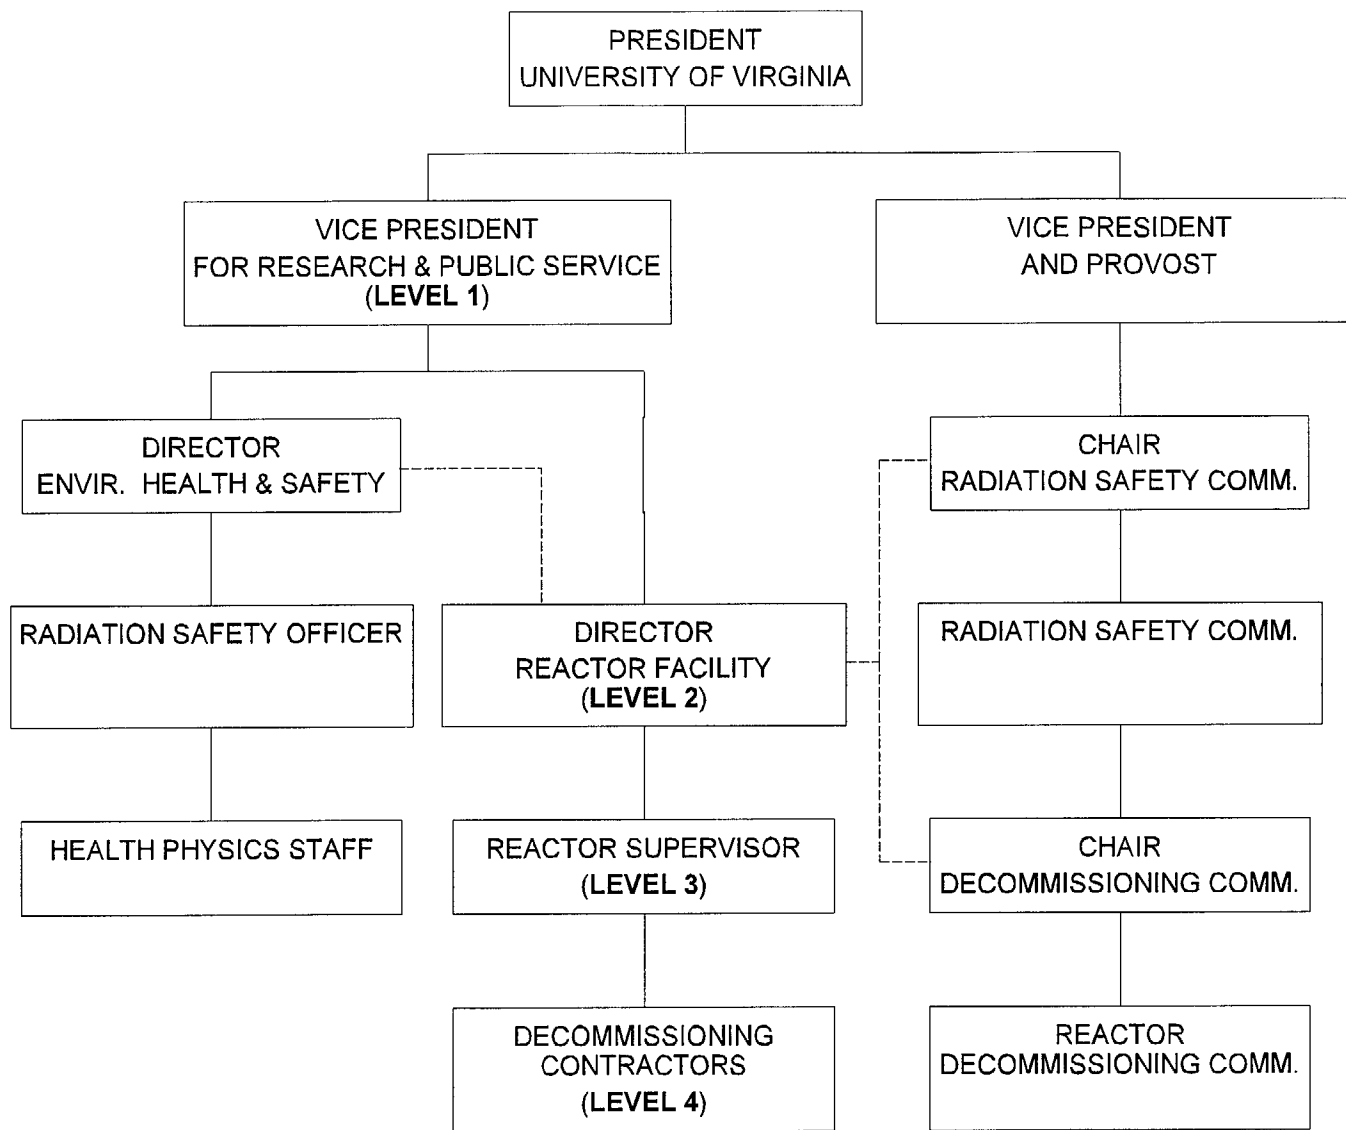 PRESIDENT
UNIVERSITY OF VIRGINIA
VICE PRESIDENT
FOR RESEARCH & PUBLIC SERVICE
(LEVEL 1)
VICE PRESIDENT
AND PROVOST
DIRECTOR
ENVIR. HEALTH & SAFETY
CHAIR
RADIATION SAFETY COMM.
RADIATION SAFETY OFFICER
DIRECTOR
REACTOR FACILITY
(LEVEL 2)
RADIATION SAFETY COMM.
HEALTH PHYSICS STAFF
REACTOR SUPERVISOR
(LEVEL 3)
CHAIR
DECOMMISSIONING COMM.
DECOMMISSIONING
CONTRACTORS
(LEVEL 4)
REACTOR
DECOMMISSIONING COMM.